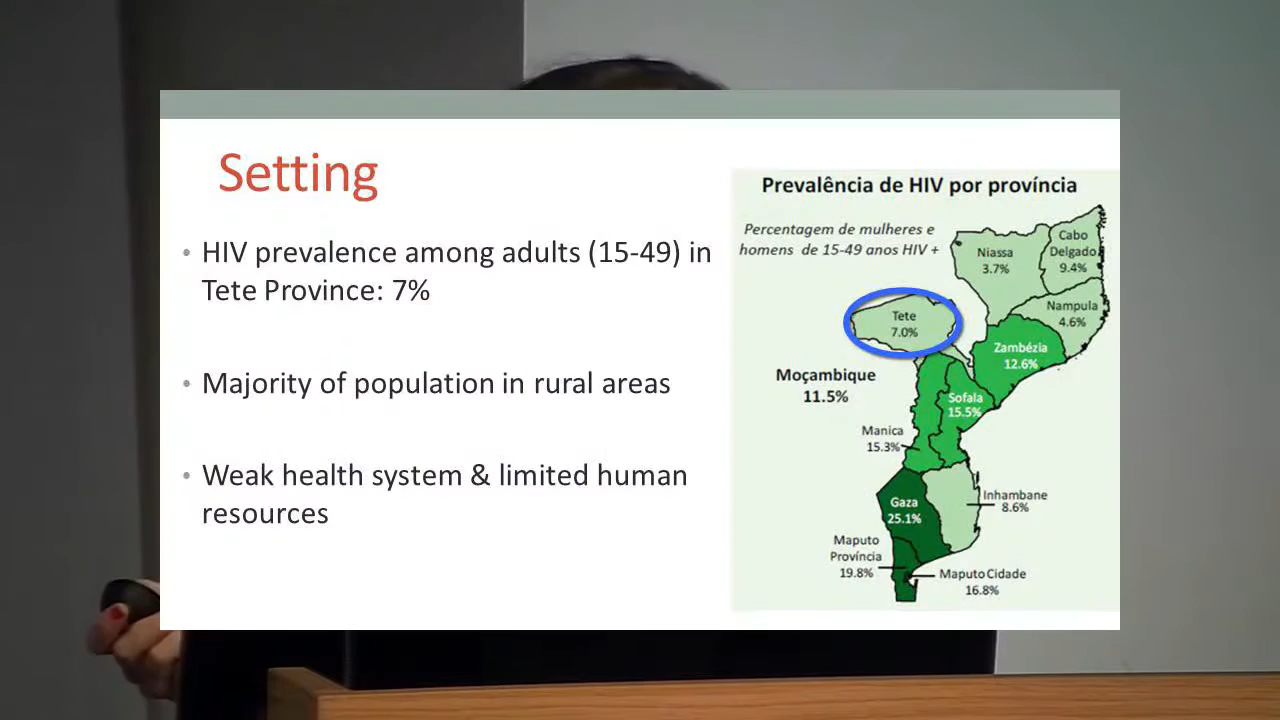 Setting
• HIV prevalence among adults (15-49) in
Tete Province: 7%
• Majority of population in rural areas
• Weak health system & limited human
resources
Prevalência de HIV por província
Percentagem de mulheres e
homens de 15-49 anos HIV +
Niassa
3.7%
Cabo
Delgado
9.4%
Nampula
4.6%
Tete
7.0%
Zambézia
12.6%
Moçambique
11.5%
Sofala
15.5%
Manica
15.3%
Gaza
25.1%
Inhambane
8.6%
Maputo
Província
19.8%
Maputo Cidade
16.8%